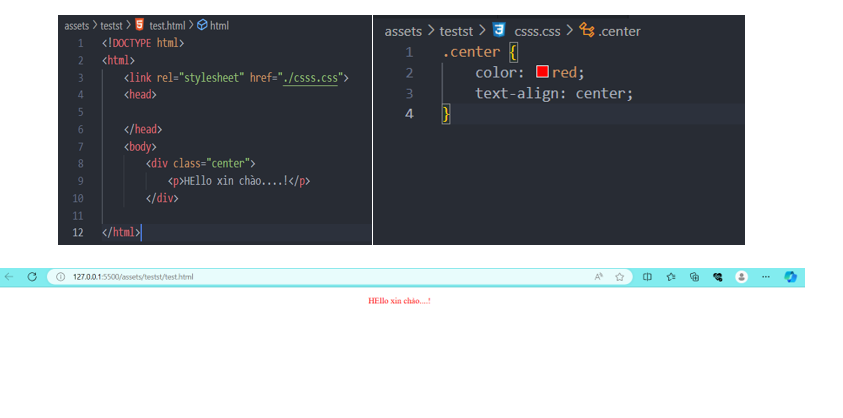 assets > testst > test.html > html
1 <!DOCTYPE html>
2 <html>
3 <link rel="stylesheet" href="./csss.css">
4 <head>
5
6 </head>
7 <body>
8 <div class="center">
9 <p>HEllo xin chào....!</p>
10 </div>
11
12 </html>
assets > testst > csss.css > .center
1 .center {
2 color: red;
3 text-align: center;
4 }
127.0.0.1:5500/assets/testst/test.html
HEllo xin chào....!